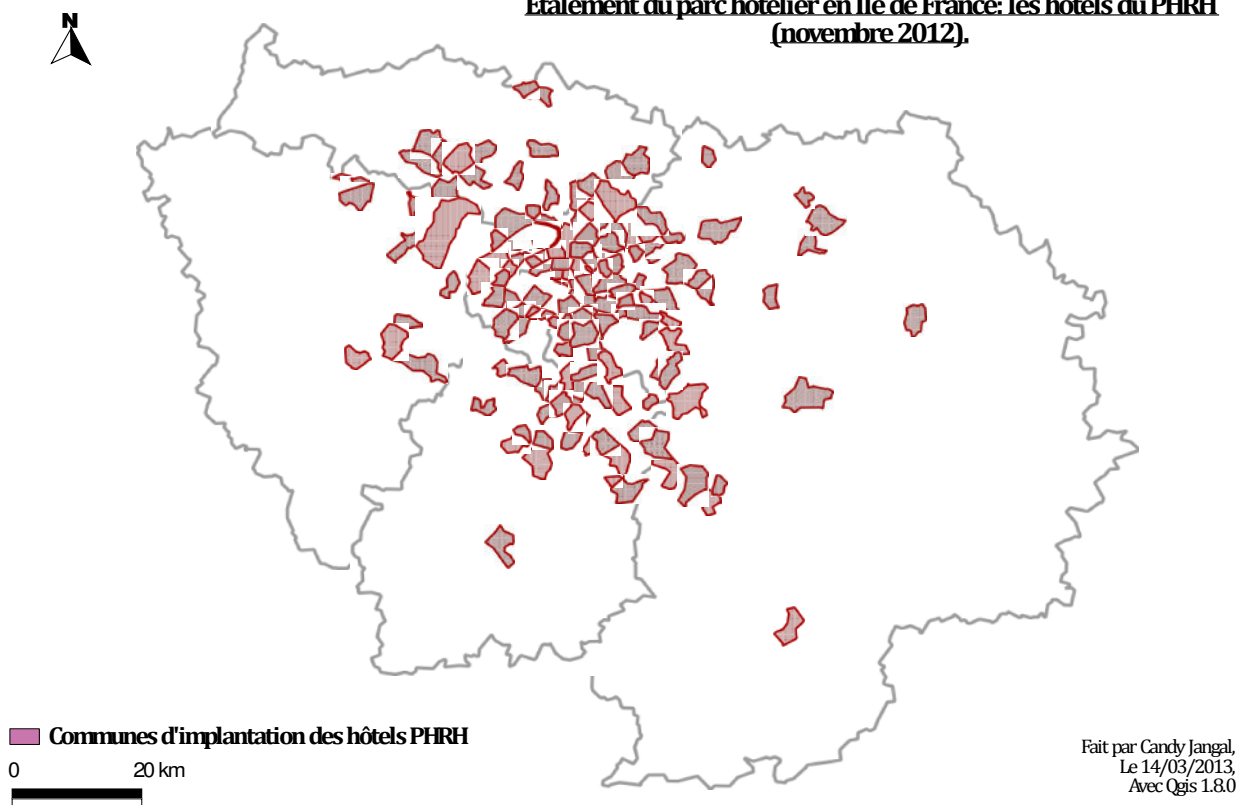 Etalement du parc hôtelier en Ile de France: les hôtels du PHRH
(novembre 2012).
N
Communes d'implantation des hôtels PHRH
0 20 km
Fait par Candy Jangal,
Le 14/03/2013,
Avec Qgis 1.8.0